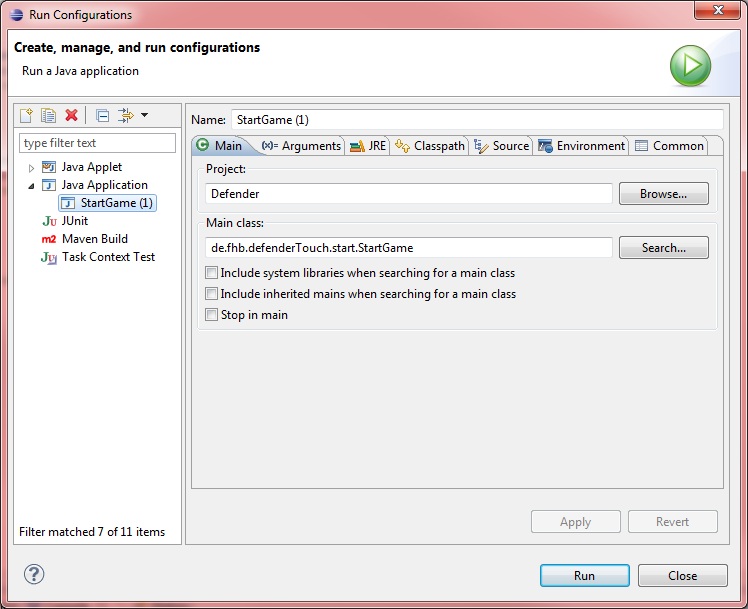 Run Configurations
Create, manage, and run configurations
Run a Java application
type filter text
Java Applet
Java Application
StartGame (1)
JUnit
Maven Build
Task Context Test
Filter matched 7 of 11 items
Name: StartGame (1)
Main (x)= Arguments JRE Classpath Source Environment Common
Project:
Defender Browse...
Main class:
de.fhb.defenderTouch.start.StartGame Search...
Include system libraries when searching for a main class
Include inherited mains when searching for a main class
Stop in main
Apply Revert
Run Close